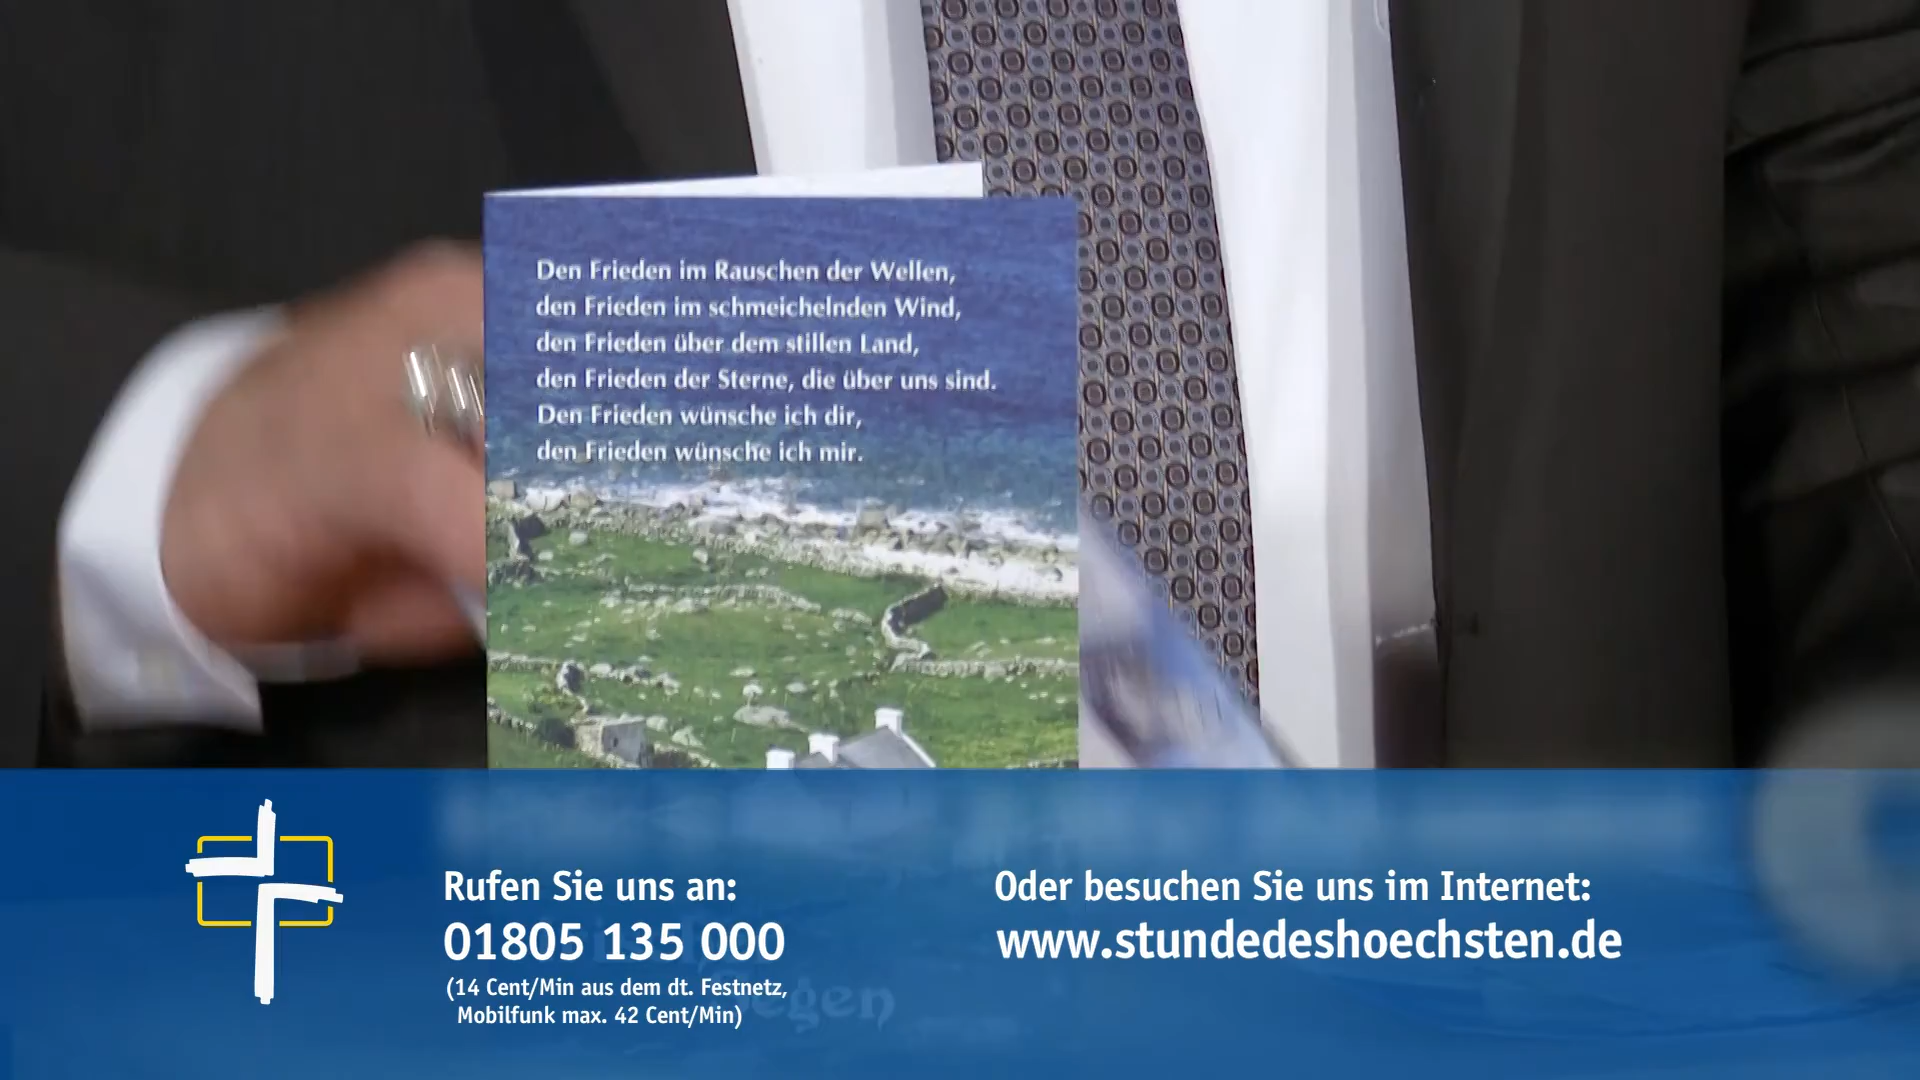 Den Frieden im Rauschen der Wellen,
den Frieden im schmeichelnden Wind,
den Frieden über dem stillen Land,
den Frieden der Sterne, die über uns sind.
Den Frieden wünsche ich dir,
den Frieden wünsche ich mir.
Rufen Sie uns an:
01805 135 000
(14 Cent/Min aus dem dt. Festnetz,
Mobilfunk max. 42 Cent/Min)
Oder besuchen Sie uns im Internet:
www.stundedeshoechsten.de